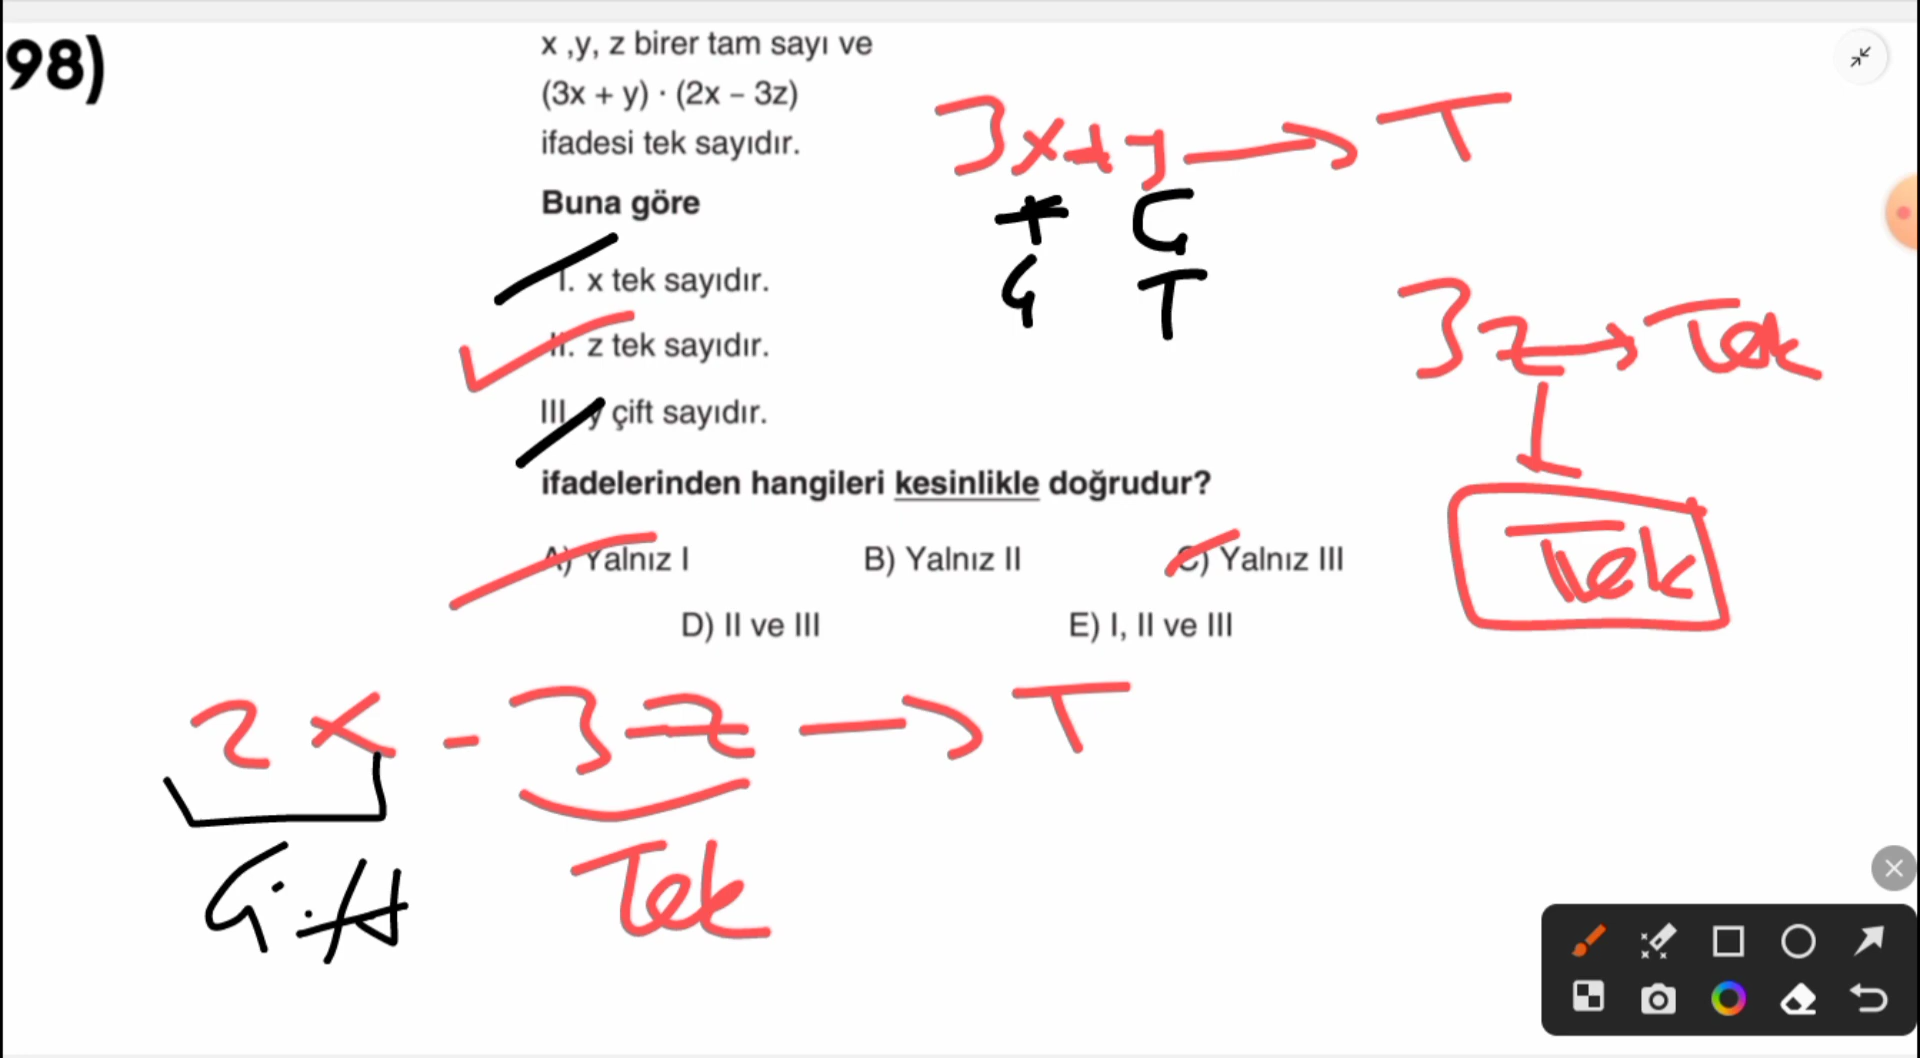 98)
x ,y, z birer tam sayı ve
(3x + y) · (2x – 3z)
ifadesi tek sayıdır.
3x+y → T
Buna göre
T Ç
I. x tek sayıdır.
Ç T
II. z tek sayıdır.
3z → Tek
III. y çift sayıdır.
ifadelerinden hangileri kesinlikle doğrudur?
Tek
A) Yalnız I B) Yalnız II C) Yalnız III
D) II ve III E) I, II ve III
2x - 3z → T
Çift Tek